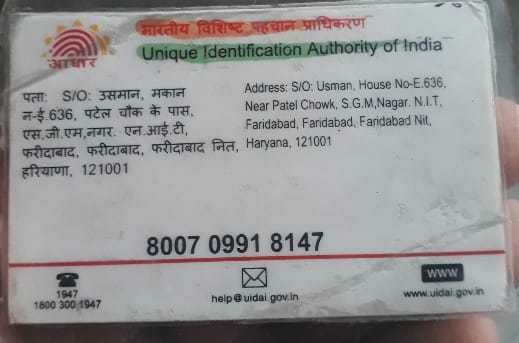 भारतीय विशिष्ट पहचान प्राधिकरण
Unique Identification Authority of India
आधार
पता: S/O: उसमान, मकान
न-ई.636, पटेल चौक के पास,
एस.जी.एम,नगर. एन.आई.टी,
फरीदाबाद, फरीदाबाद, फरीदाबाद नित,
हरियाणा, 121001
Address: S/O: Usman, House No-E.636,
Near Patel Chowk, S.G.M,Nagar. N.I.T,
Faridabad, Faridabad, Faridabad Nit,
Haryana, 121001
8007 0991 8147
1947
1800 300 1947
help@uidai.gov.in
www
www.uidai.gov.in